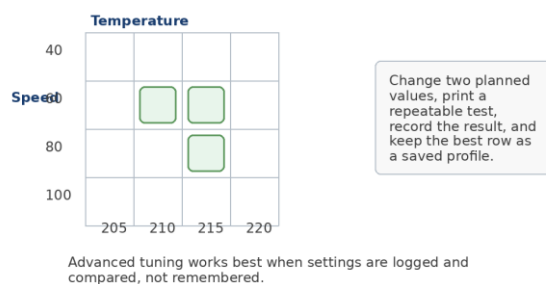 Temperature
40
Speed
60
80
100
205 210 215 220
Change two planned
values, print a
repeatable test,
record the result, and
keep the best row as
a saved profile.
Advanced tuning works best when settings are logged and
compared, not remembered.